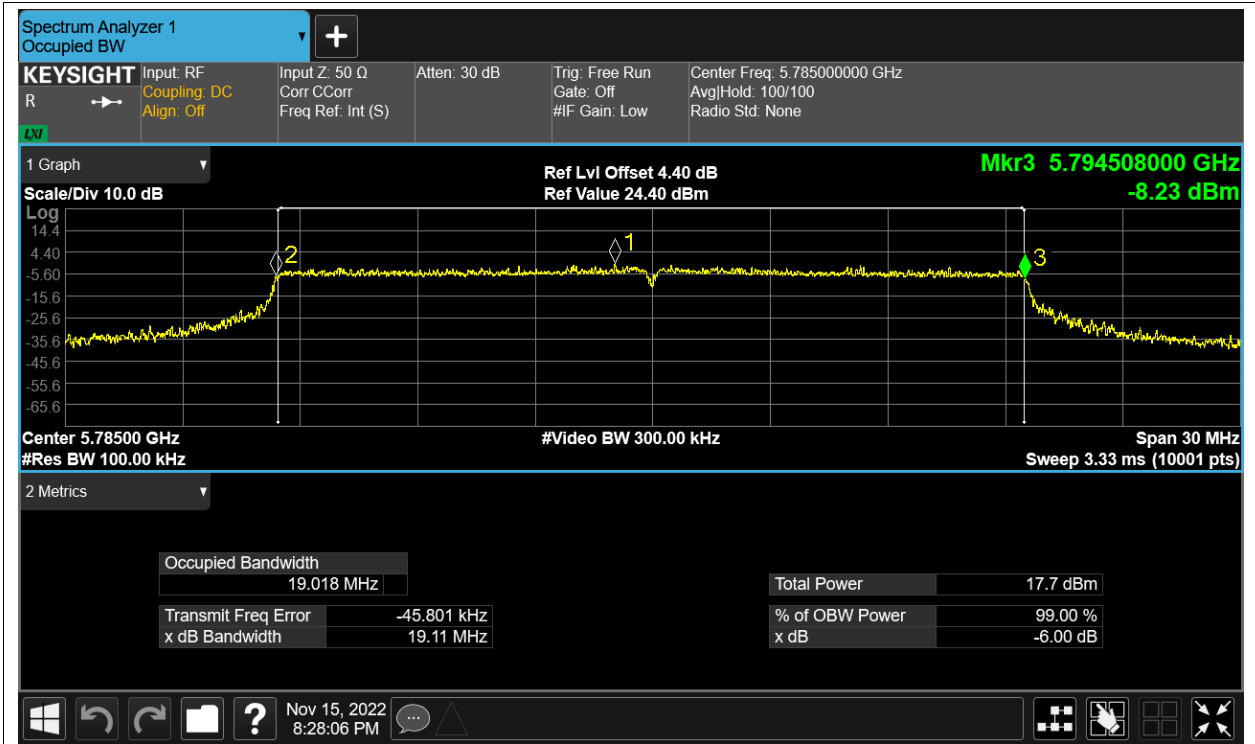 Spectrum Analyzer 1
Occupied BW
KEYSIGHT
R
LXI
Input: RF
Coupling: DC
Align: Off
Input Z: 50 Ω
Corr CCorr
Freq Ref: Int (S)
Atten: 30 dB
Trig: Free Run
Gate: Off
#IF Gain: Low
Center Freq: 5.785000000 GHz
Avg|Hold: 100/100
Radio Std: None
1 Graph
Scale/Div 10.0 dB
Ref Lvl Offset 4.40 dB
Ref Value 24.40 dBm
Mkr3 5.794508000 GHz
-8.23 dBm
Log
14.4
4.40
-5.60
-15.6
-25.6
-35.6
-45.6
-55.6
-65.6
2
1
3
Center 5.78500 GHz
#Res BW 100.00 kHz
#Video BW 300.00 kHz
Span 30 MHz
Sweep 3.33 ms (10001 pts)
2 Metrics
Occupied Bandwidth
19.018 MHz
Transmit Freq Error -45.801 kHz
x dB Bandwidth 19.11 MHz
Total Power 17.7 dBm
% of OBW Power 99.00 %
x dB -6.00 dB
?
Nov 15, 2022
8:28:06 PM